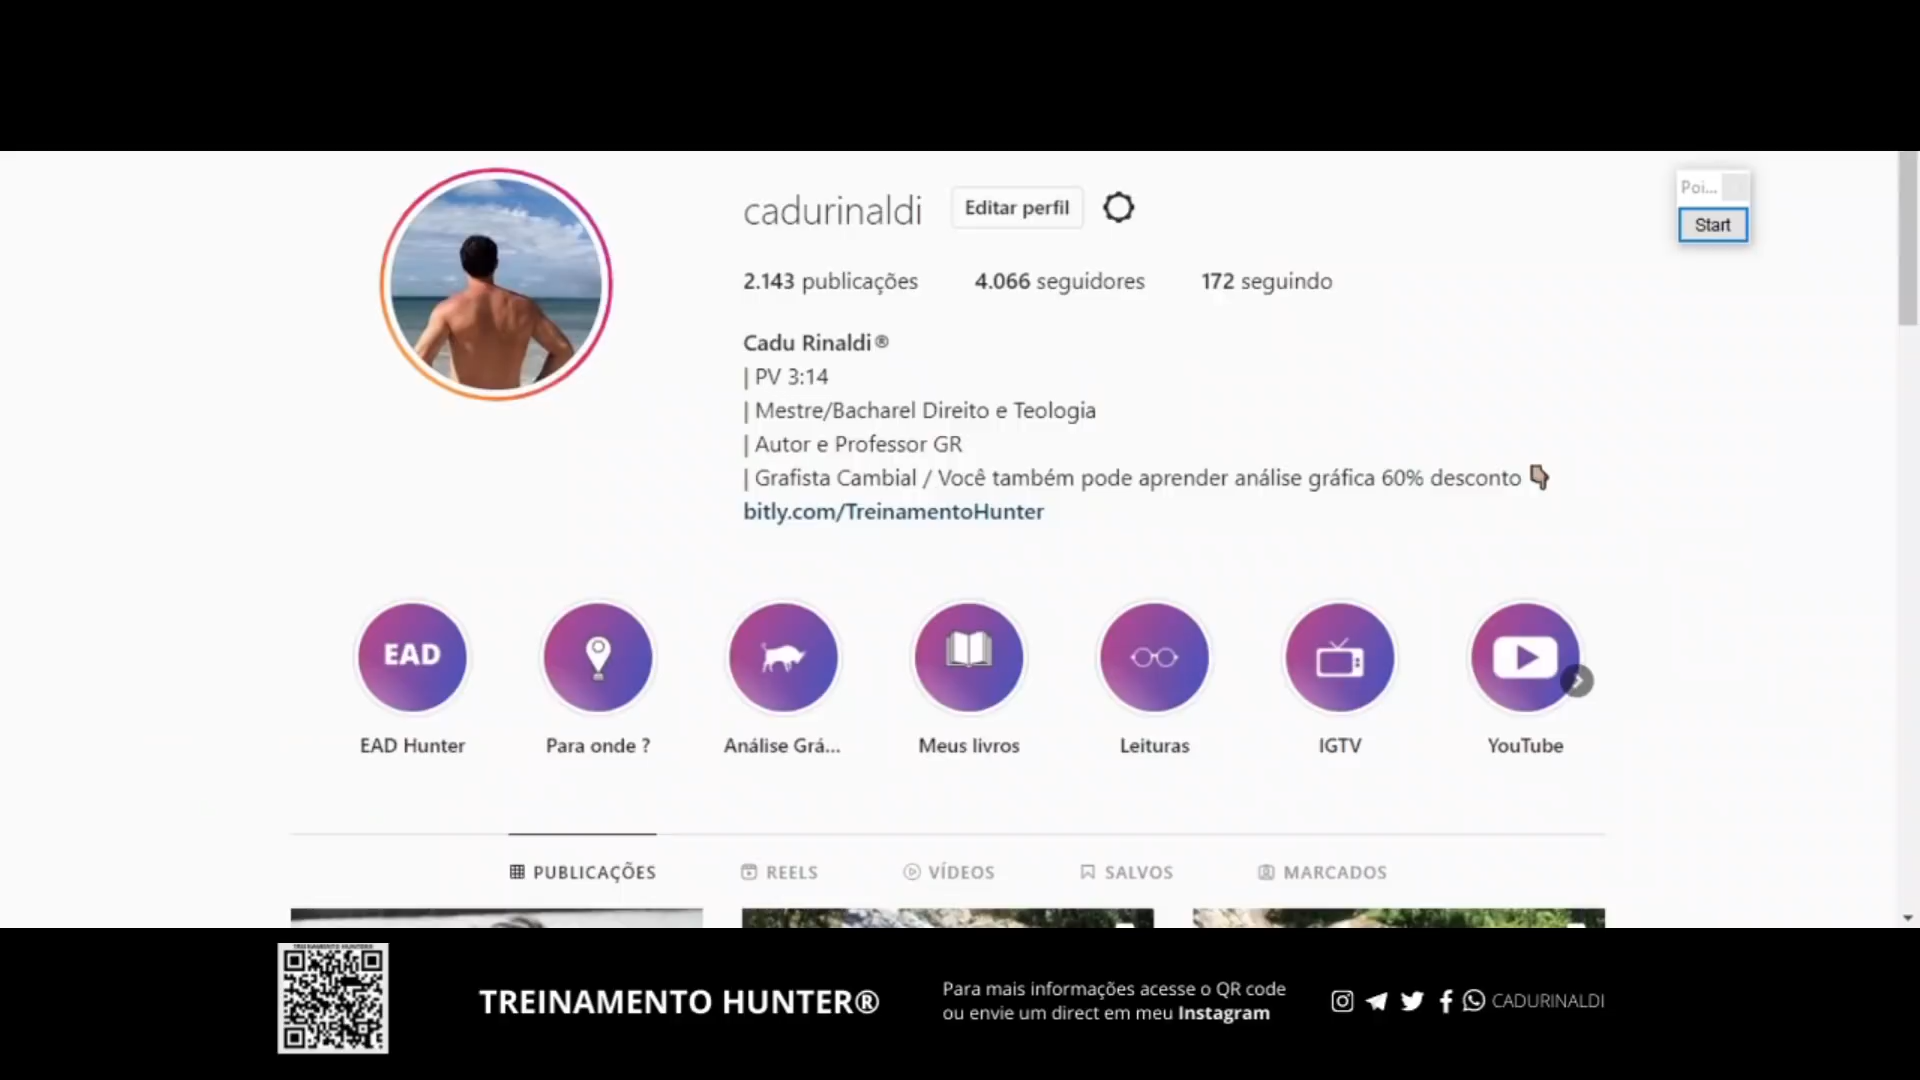 cadurinaldi Editar perfil
Poi...
Start
2.143 publicações 4.066 seguidores 172 seguindo
Cadu Rinaldi®
| PV 3:14
| Mestre/Bacharel Direito e Teologia
| Autor e Professor GR
| Grafista Cambial / Você também pode aprender análise gráfica 60% desconto 👇🏽
bitly.com/TreinamentoHunter
EAD
EAD Hunter Para onde ? Análise Grá... Meus livros Leituras IGTV YouTube
PUBLICAÇÕES REELS VÍDEOS SALVOS MARCADOS
TREINAMENTO HUNTER®
TREINAMENTO HUNTER®
Para mais informações acesse o QR code
ou envie um direct em meu Instagram
CADURINALDI